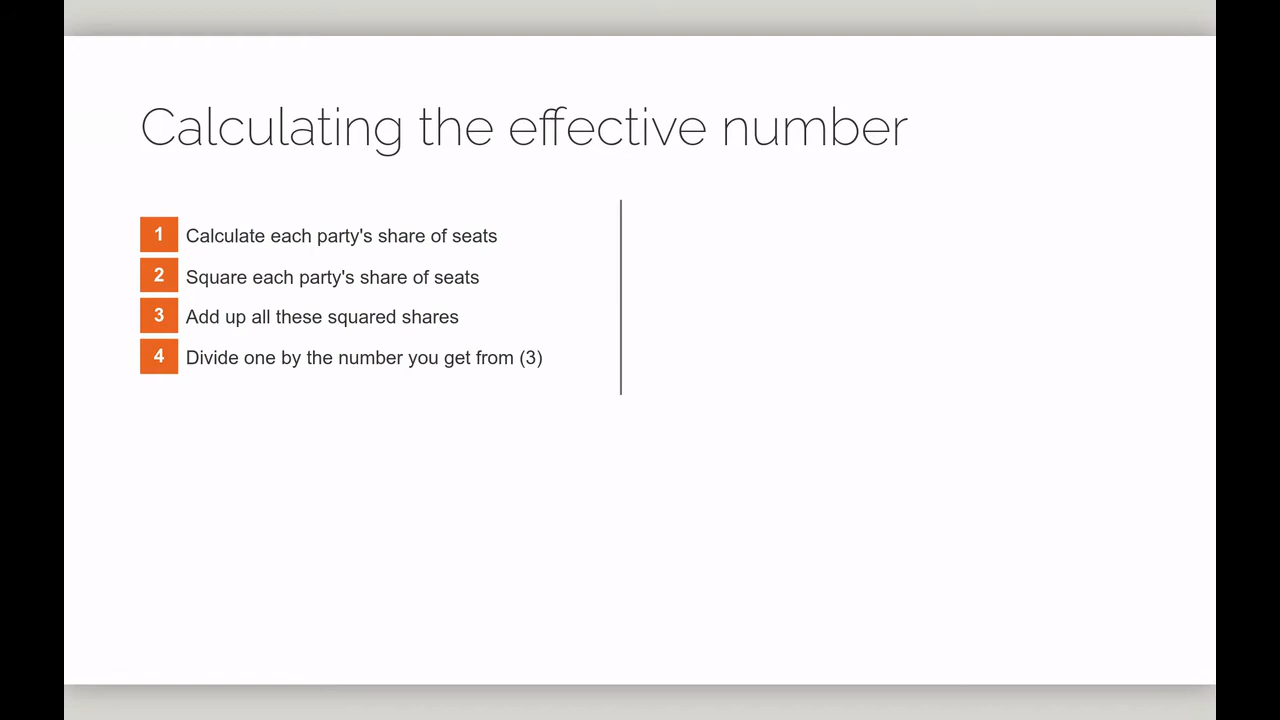 Calculating the effective number
1 Calculate each party's share of seats
2 Square each party's share of seats
3 Add up all these squared shares
4 Divide one by the number you get from (3)